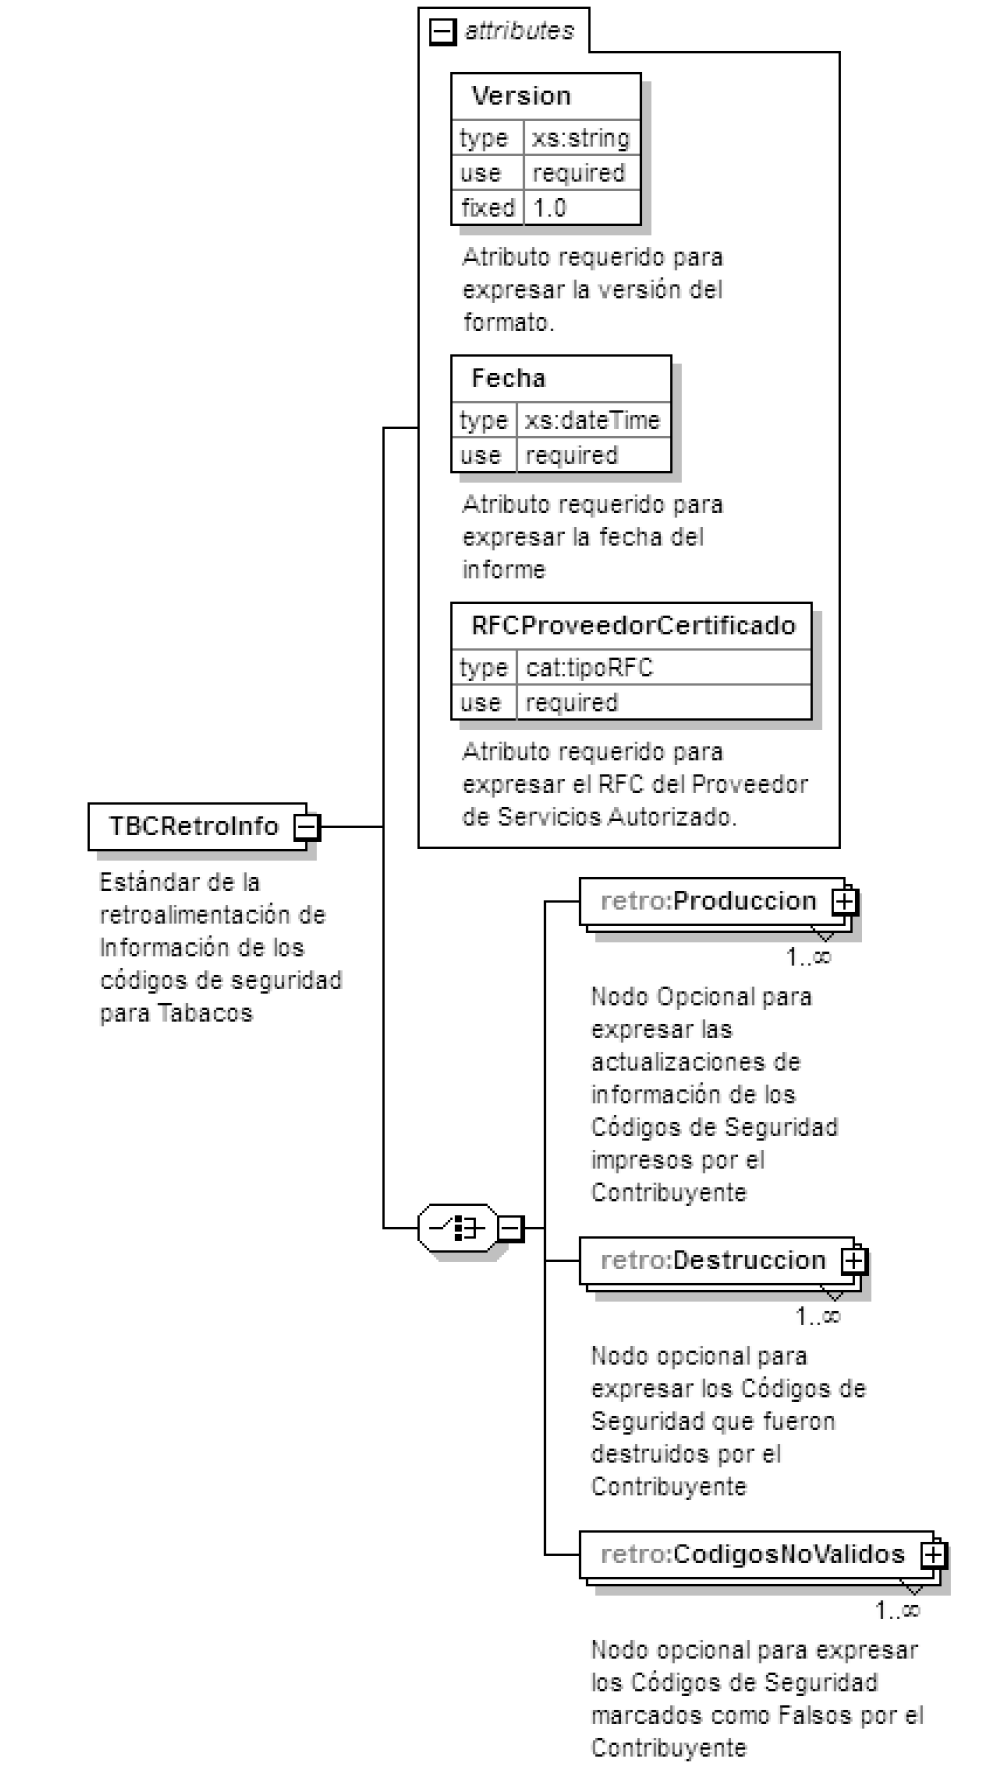 attributes
Version
type xs:string
use required
fixed 1.0
Atributo requerido para
expresar la versión del
formato.
Fecha
type xs:dateTime
use required
Atributo requerido para
expresar la fecha del
informe
RFCProveedorCertificado
type cat:tipoRFC
use required
Atributo requerido para
expresar el RFC del Proveedor
de Servicios Autorizado.
TBCRetroInfo
Estándar de la
retroalimentación de
Información de los
códigos de seguridad
para Tabacos
retro:Produccion
1..∞
Nodo Opcional para
expresar las
actualizaciones de
información de los
Códigos de Seguridad
impresos por el
Contribuyente
retro:Destruccion
1..∞
Nodo opcional para
expresar los Códigos de
Seguridad que fueron
destruidos por el
Contribuyente
retro:CodigosNoValidos
1..∞
Nodo opcional para expresar
los Códigos de Seguridad
marcados como Falsos por el
Contribuyente